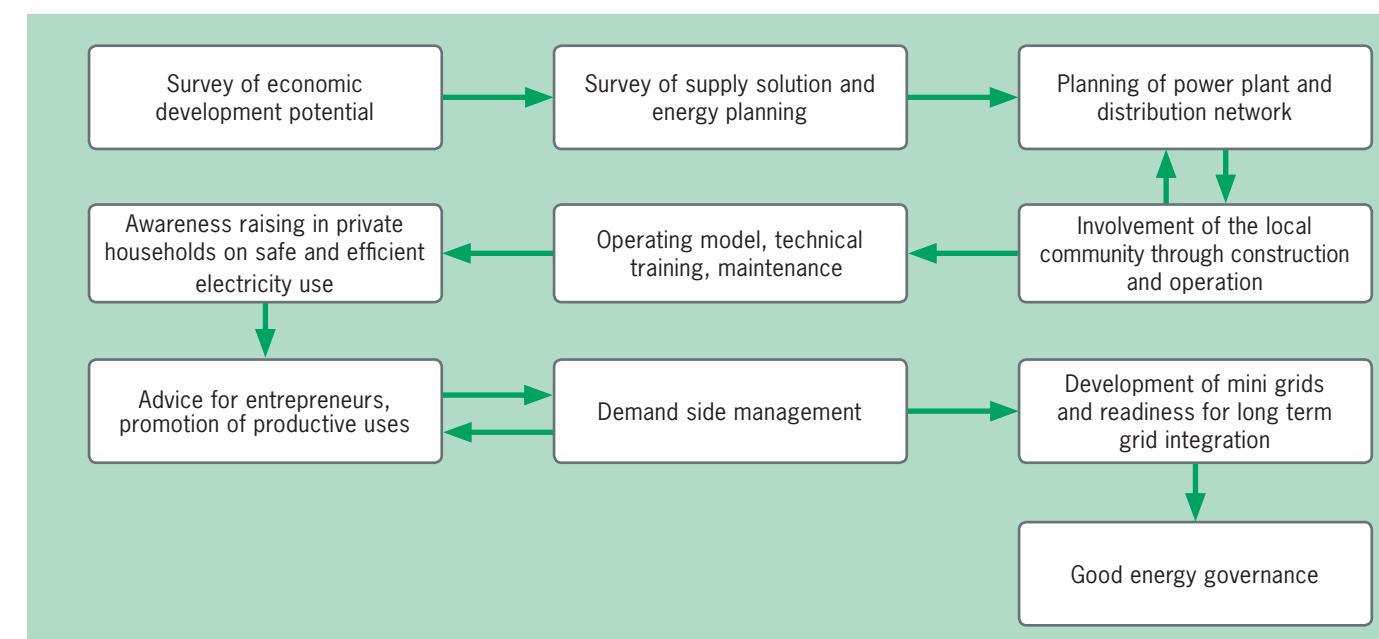 Survey of economic
development potential
Survey of supply solution and
energy planning
Planning of power plant and
distribution network
Awareness raising in private
households on safe and efficient
electricity use
Operating model, technical
training, maintenance
Involvement of the local
community through construction
and operation
Advice for entrepreneurs,
promotion of productive uses
Demand side management
Development of mini grids
and readiness for long term
grid integration
Good energy governance